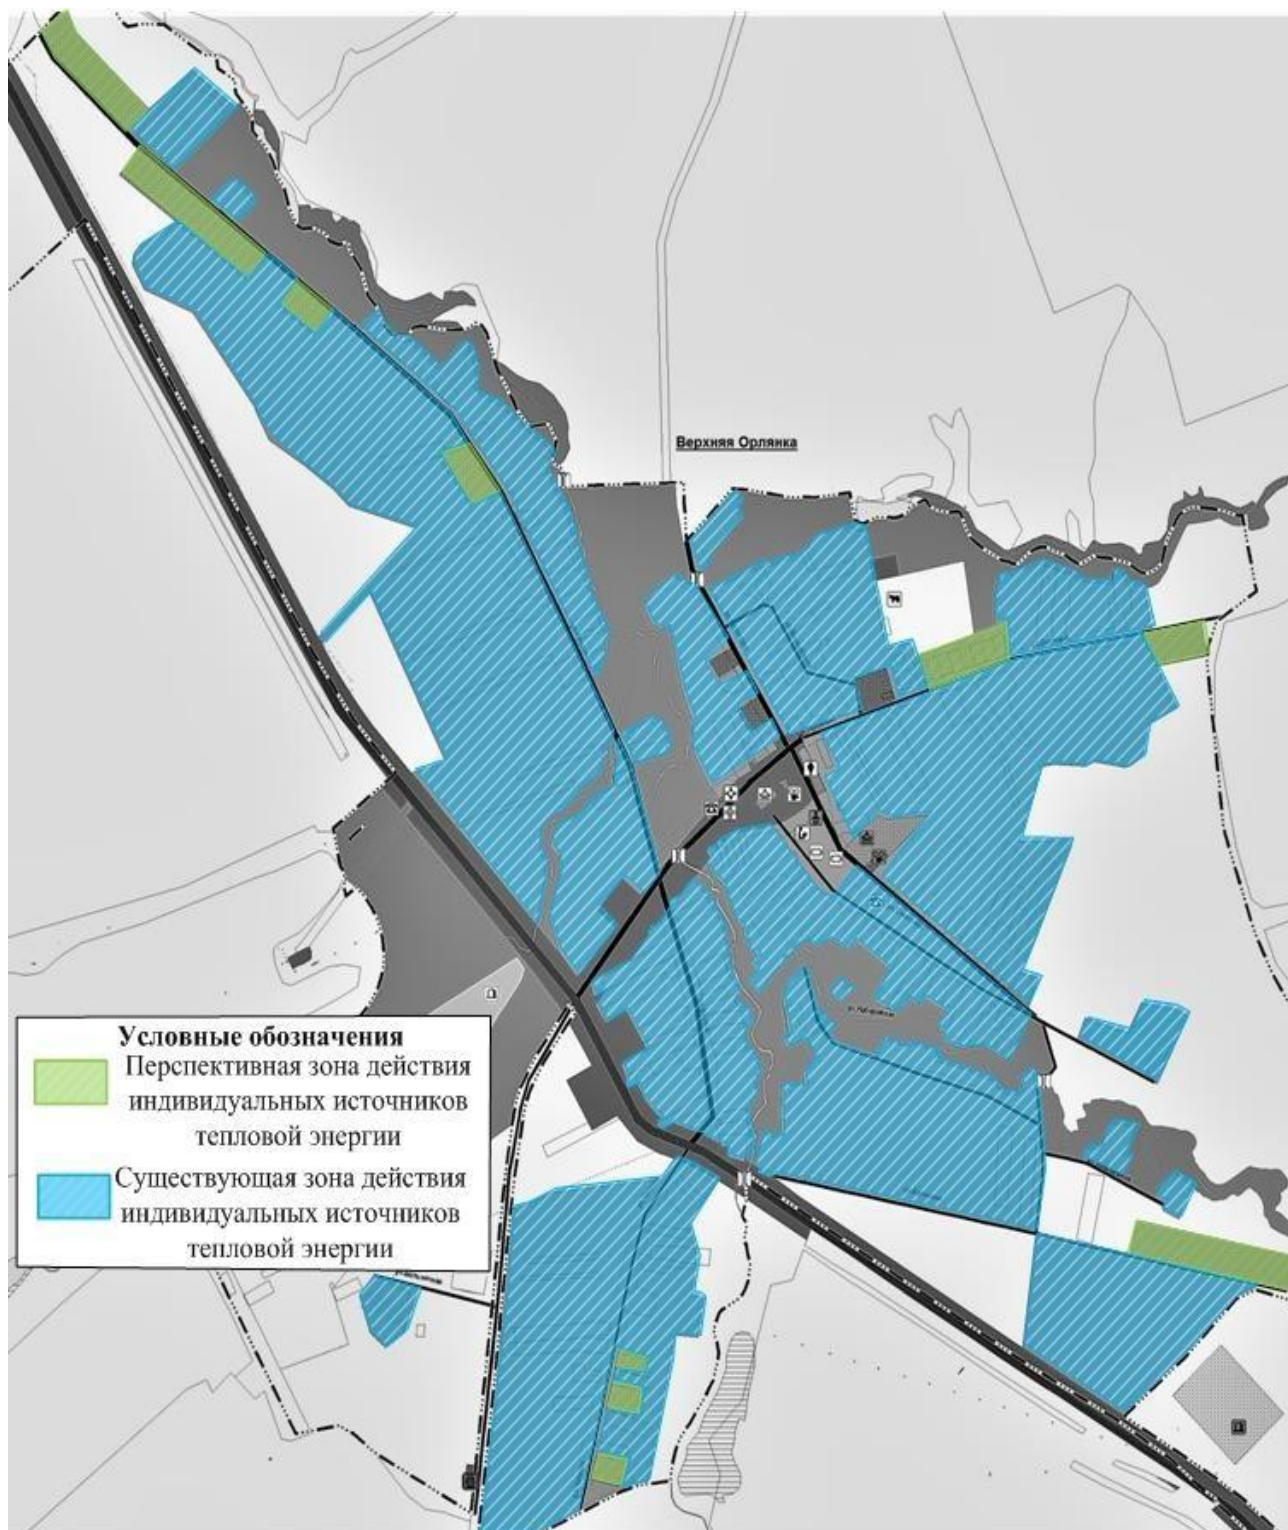 Верхняя Орлянка
Условные обозначения
Перспективная зона действия
индивидуальных источников
тепловой энергии
Существующая зона действия
индивидуальных источников
тепловой энергии